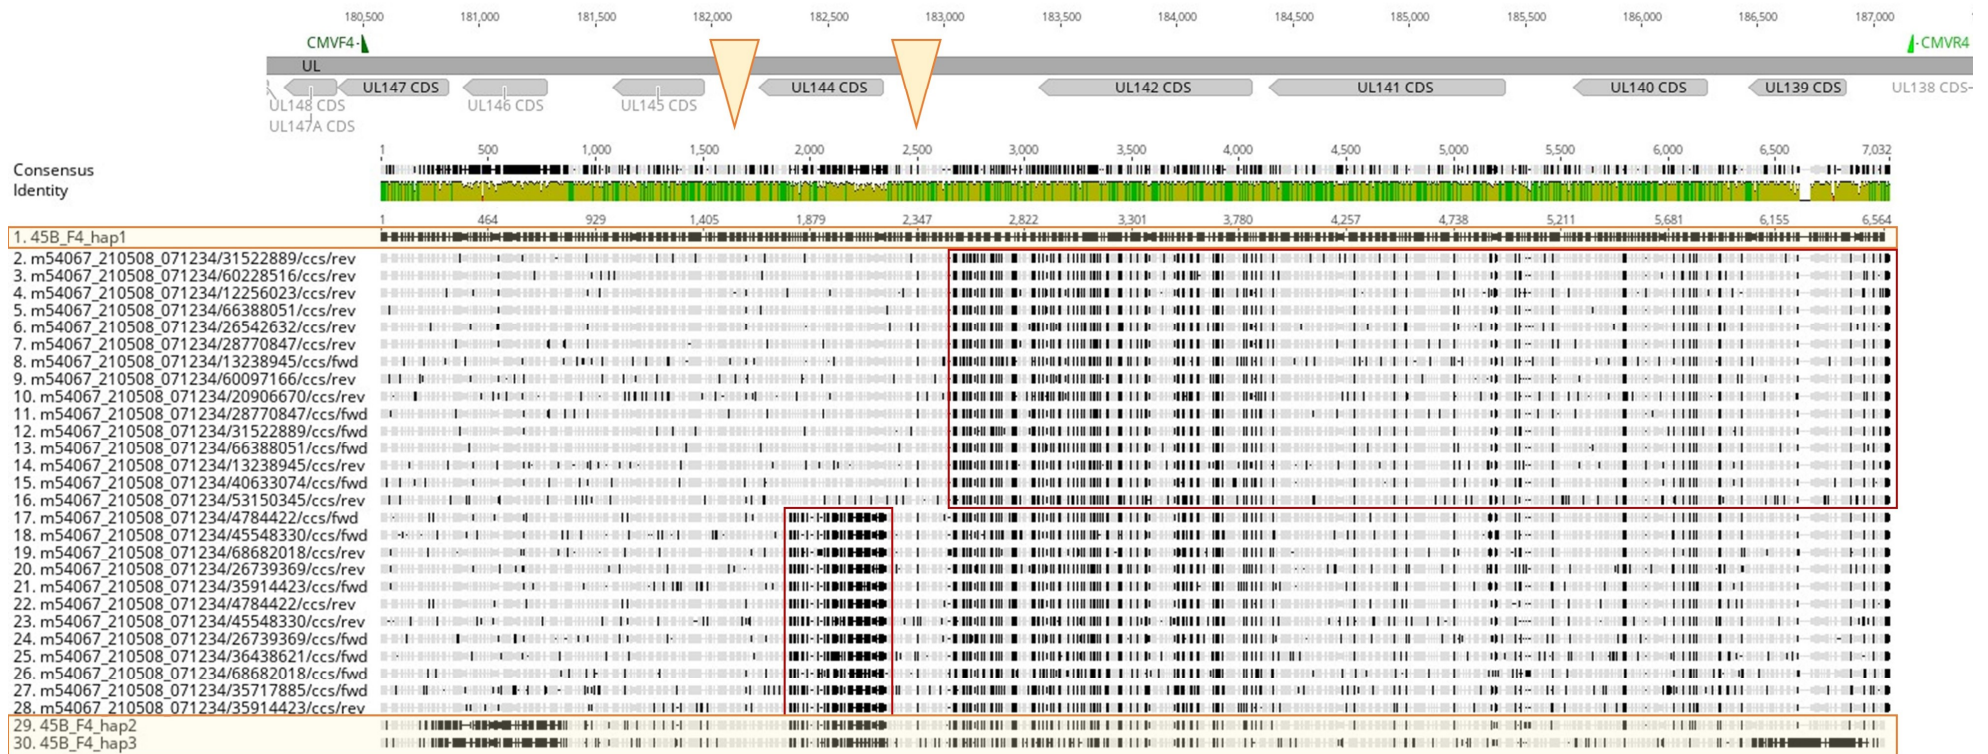 180,500 181,000 181,500 182,000 182,500 183,000 183,500 184,000 184,500 185,000 185,500 186,000 186,500 187,000
CMVF4 CMVR4
UL
UL147 CDS UL144 CDS UL142 CDS UL141 CDS UL140 CDS UL139 CDS UL138 CDS
UL148 CDS UL146 CDS UL145 CDS
UL147A CDS
1 500 1,000 1,500 2,000 2,500 3,000 3,500 4,000 4,500 5,000 5,500 6,000 6,500 7,032
Consensus
Identity
1 464 929 1,405 1,879 2,347 2,822 3,301 3,780 4,257 4,738 5,211 5,681 6,155 6,564
1. 45B_F4_hap1
2. m54067_210508_071234/31522889/ccs/rev
3. m54067_210508_071234/60228516/ccs/rev
4. m54067_210508_071234/12256023/ccs/rev
5. m54067_210508_071234/66388051/ccs/rev
6. m54067_210508_071234/26542632/ccs/rev
7. m54067_210508_071234/28770847/ccs/rev
8. m54067_210508_071234/13238945/ccs/fwd
9. m54067_210508_071234/60097166/ccs/rev
10. m54067_210508_071234/20906670/ccs/rev
11. m54067_210508_071234/28770847/ccs/fwd
12. m54067_210508_071234/31522889/ccs/fwd
13. m54067_210508_071234/66388051/ccs/fwd
14. m54067_210508_071234/13238945/ccs/rev
15. m54067_210508_071234/40633074/ccs/fwd
16. m54067_210508_071234/53150345/ccs/rev
17. m54067_210508_071234/4784422/ccs/fwd
18. m54067_210508_071234/45548330/ccs/fwd
19. m54067_210508_071234/68682018/ccs/rev
20. m54067_210508_071234/26739369/ccs/rev
21. m54067_210508_071234/35914423/ccs/fwd
22. m54067_210508_071234/4784422/ccs/rev
23. m54067_210508_071234/45548330/ccs/rev
24. m54067_210508_071234/26739369/ccs/fwd
25. m54067_210508_071234/36438621/ccs/fwd
26. m54067_210508_071234/68682018/ccs/fwd
27. m54067_210508_071234/35717885/ccs/fwd
28. m54067_210508_071234/35914423/ccs/rev
29. 45B_F4_hap2
30. 45B_F4_hap3